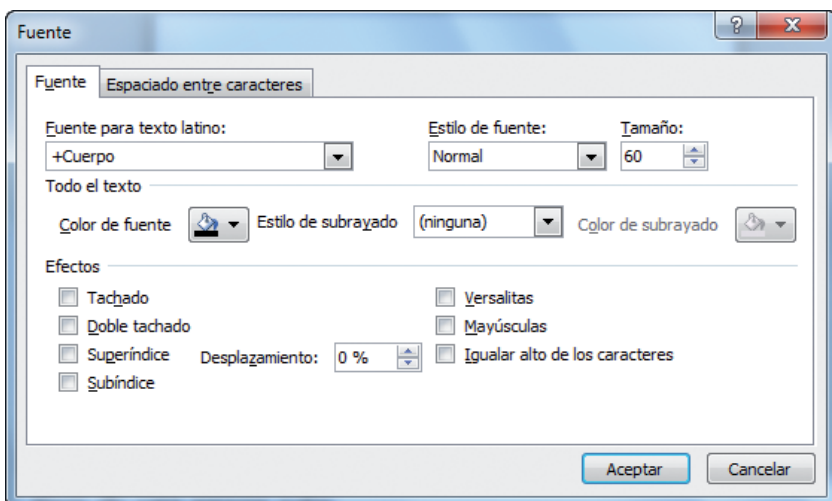 Fuente
Fuente Espaciado entre caracteres
Fuente para texto latino: Estilo de fuente: Tamaño:
+Cuerpo Normal 60
Todo el texto
Color de fuente Estilo de subrayado (ninguna) Color de subrayado
Efectos
Tachado Versalitas
Doble tachado Mayúsculas
Superíndice Desplazamiento: 0 % Igualar alto de los caracteres
Subíndice
Aceptar Cancelar